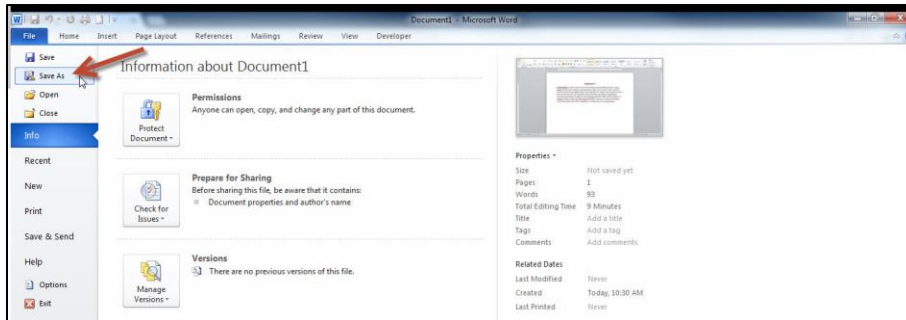 Document1 - Microsoft Word
File Home Insert Page Layout References Mailings Review View Developer
Save
Save As
Open
Close
Info
Recent
New
Print
Save & Send
Help
Options
Exit
Information about Document1
Permissions
Anyone can open, copy, and change any part of this document.
Protect
Document
Prepare for Sharing
Before sharing this file, be aware that it contains:
Document properties and author's name
Check for
Issues
Versions
There are no previous versions of this file.
Manage
Versions
Properties
Size Not saved yet
Pages 1
Words 93
Total Editing Time 9 Minutes
Title Add a title
Tags Add a tag
Comments Add comments
Related Dates
Last Modified Never
Created Today, 10:30 AM
Last Printed Never